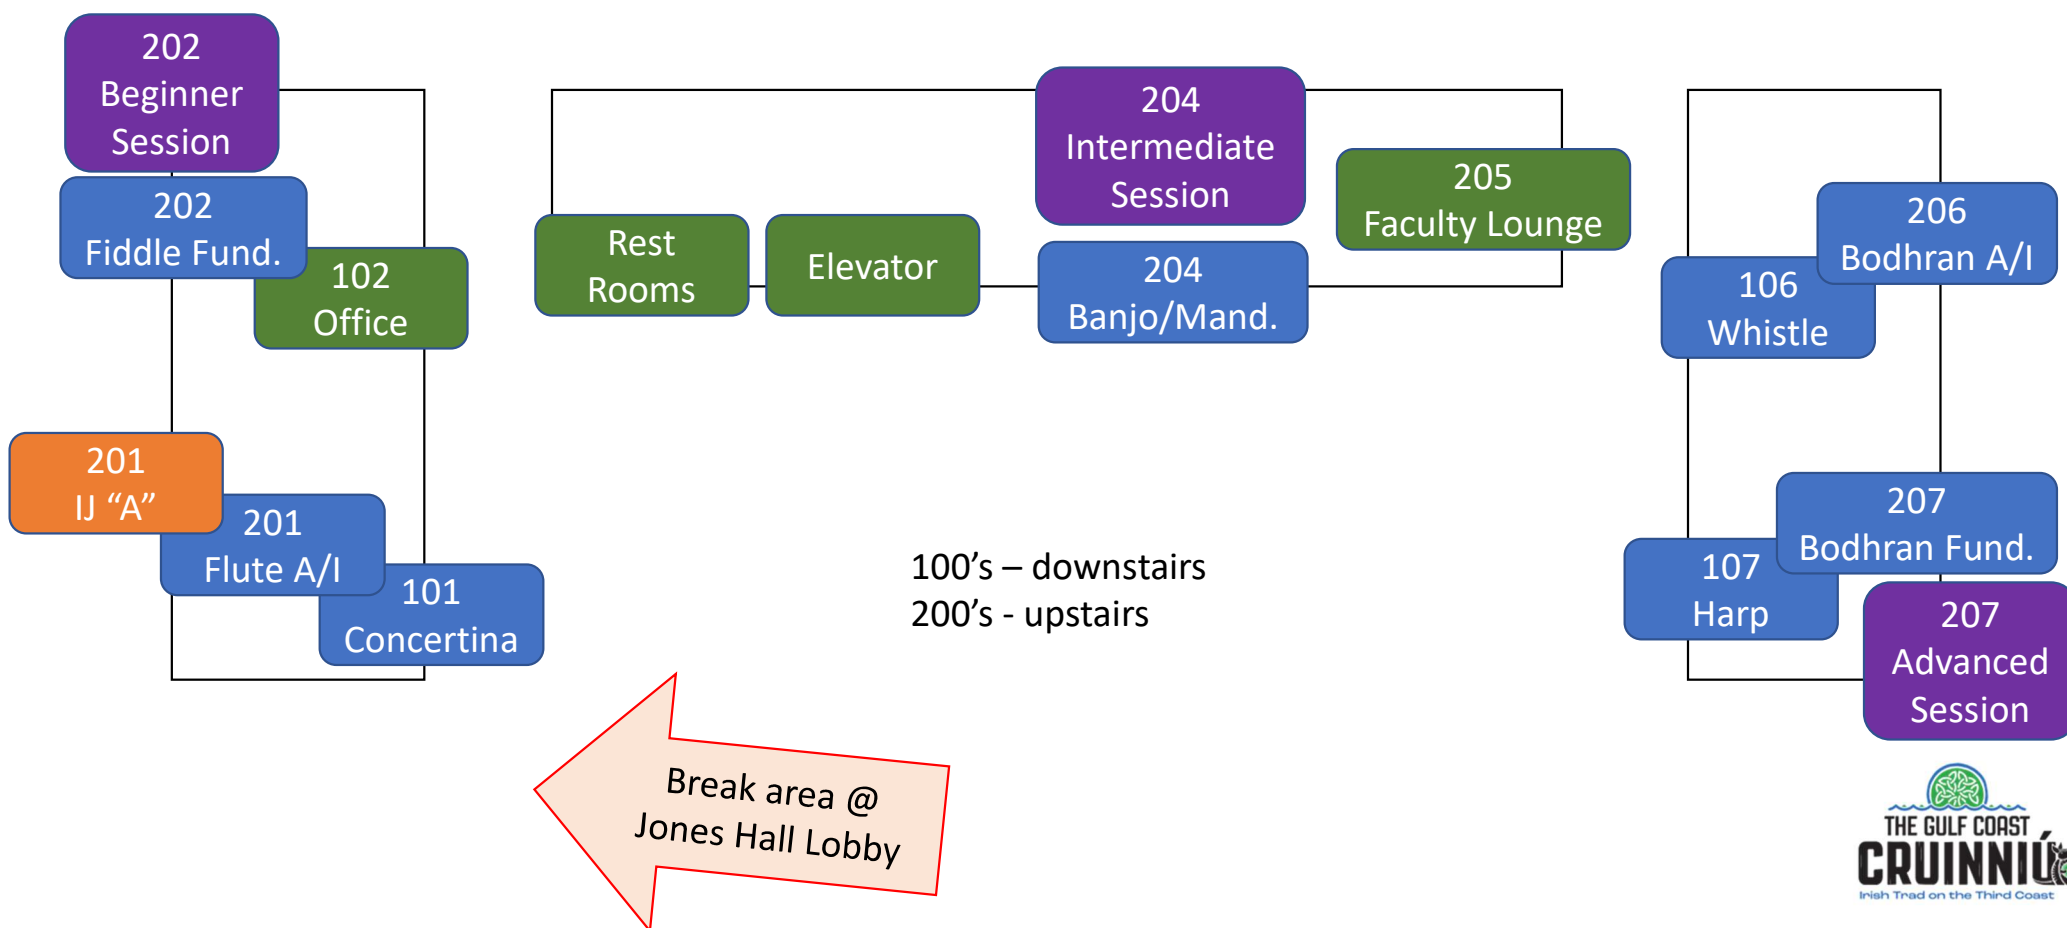 202
Beginner
Session
202
Fiddle Fund.
102
Office
201
IJ “A”
201
Flute A/I
101
Concertina
Rest
Rooms
Elevator
204
Intermediate
Session
204
Banjo/Mand.
205
Faculty Lounge
206
Bodhran A/I
106
Whistle
207
Bodhran Fund.
107
Harp
207
Advanced
Session
100’s – downstairs
200’s - upstairs
Break area @
Jones Hall Lobby
THE GULF COAST
CRUINNIÚ
Irish Trad on the Third Coast